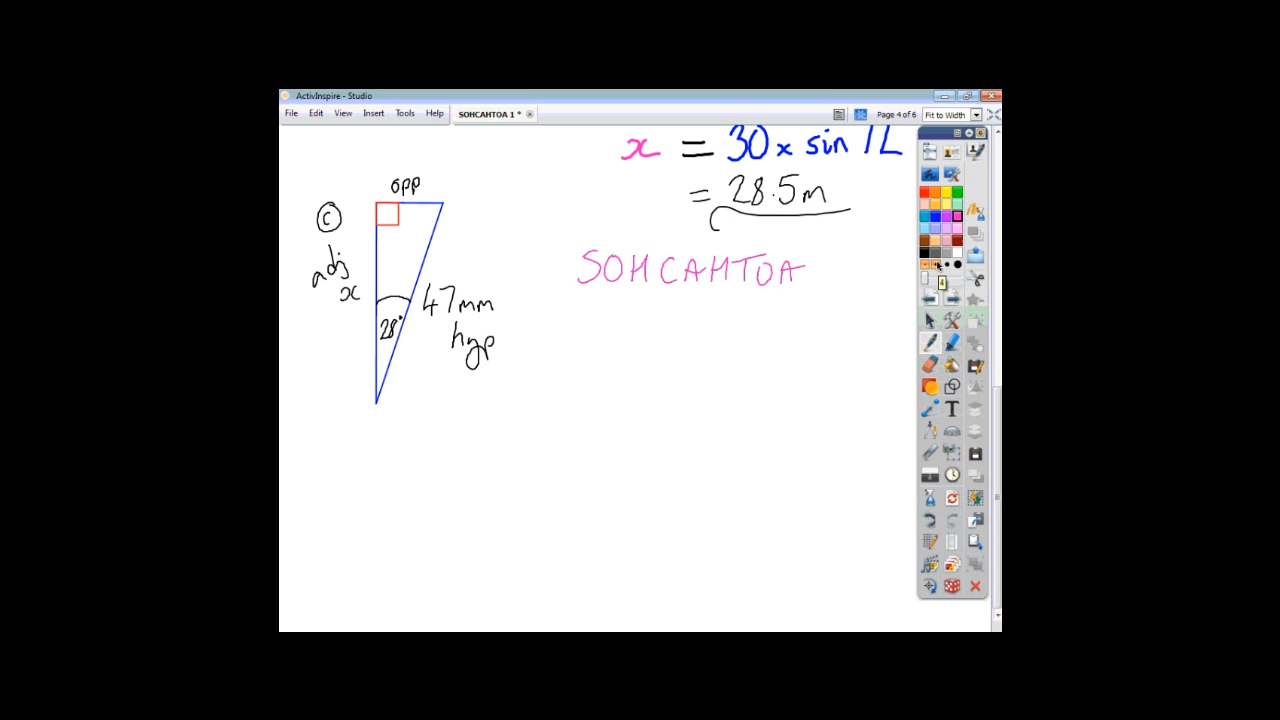 ActivInspire - Studio
File Edit View Insert Tools Help SOHCAHTOA 1 * Page 4 of 6 Fit to Width
x = 30 x sin
= 28.5m
opp
c
adj
x
28°
47mm
hyp
SOHCAHTOA
4
T